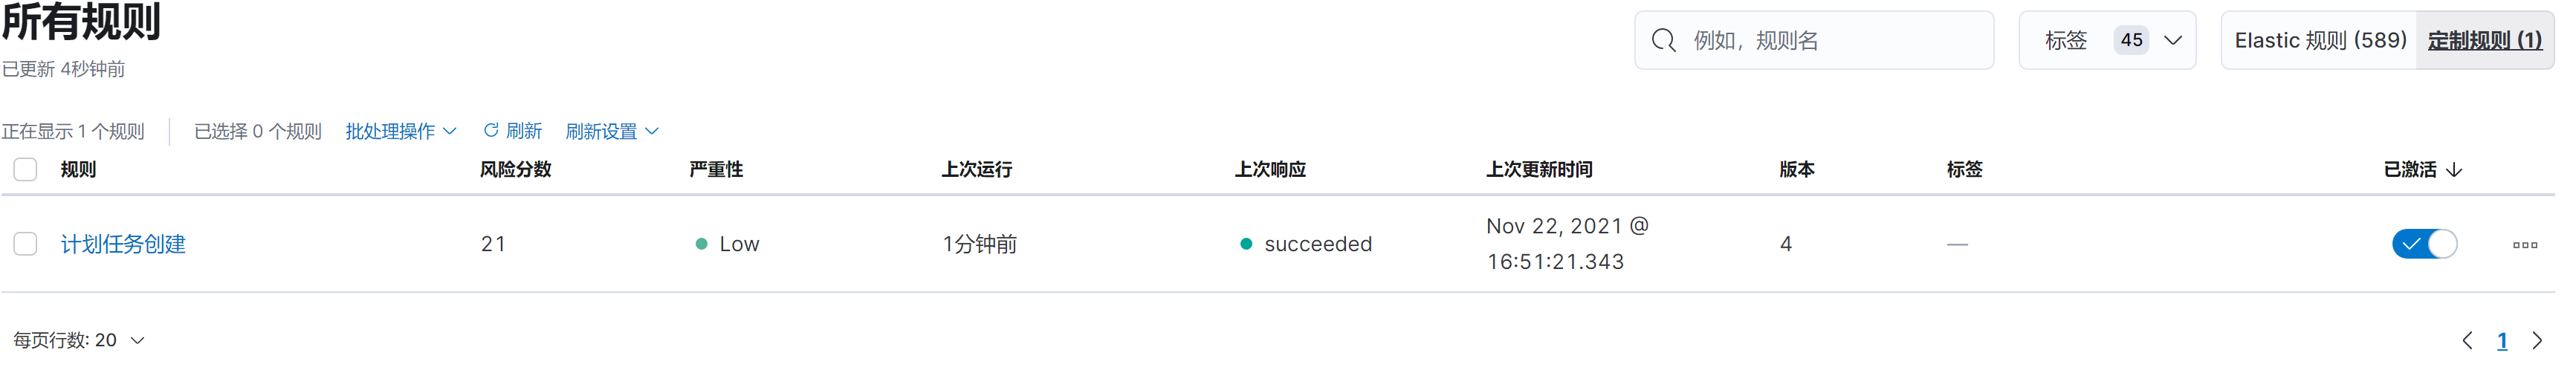 所有规则
已更新 4秒钟前
例如，规则名
标签 45
Elastic 规则 (589) 定制规则 (1)
正在显示 1 个规则 已选择 0 个规则 批处理操作 刷新 刷新设置
规则 风险分数 严重性 上次运行 上次响应 上次更新时间 版本 标签 已激活
计划任务创建 21 Low 1分钟前 succeeded Nov 22, 2021 @ 4 —
16:51:21.343
每页行数: 20
1